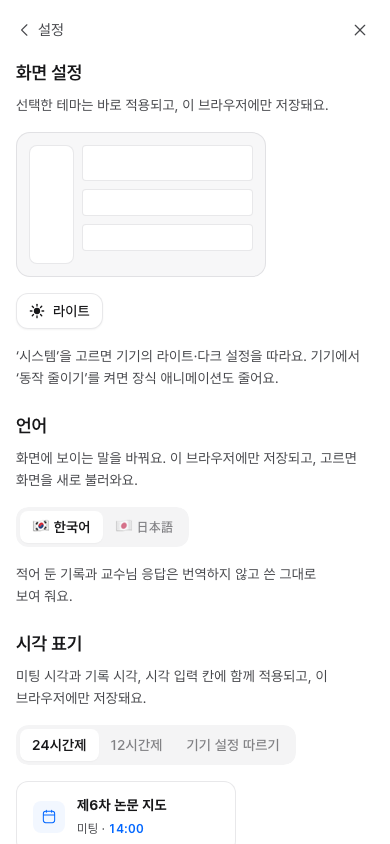 설정
화면 설정
선택한 테마는 바로 적용되고, 이 브라우저에만 저장돼요.
라이트
‘시스템’을 고르면 기기의 라이트·다크 설정을 따라요. 기기에서
‘동작 줄이기’를 켜면 장식 애니메이션도 줄어요.
언어
화면에 보이는 말을 바꿔요. 이 브라우저에만 저장되고, 고르면
화면을 새로 불러와요.
한국어 日本語
적어 둔 기록과 교수님 응답은 번역하지 않고 쓴 그대로
보여 줘요.
시각 표기
미팅 시각과 기록 시각, 시각 입력 칸에 함께 적용되고, 이
브라우저에만 저장돼요.
24시간제 12시간제 기기 설정 따르기
제6차 논문 지도
미팅 · 14:00